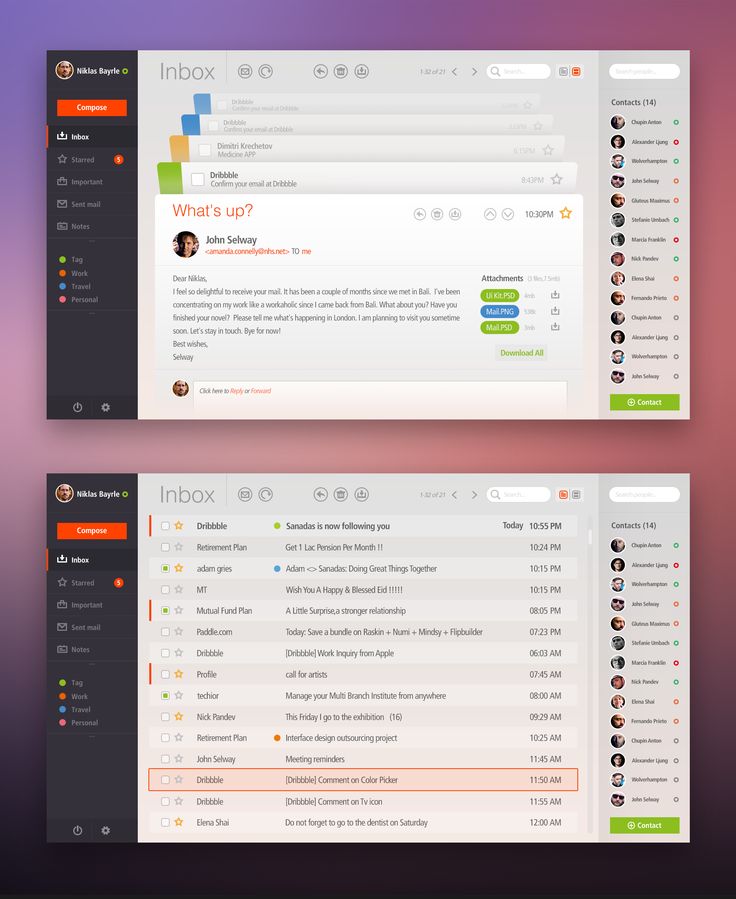 Niklas Bayrle
Compose
Inbox
Starred
5
Important
Sent mail
Notes
Tag
Work
Travel
Personal
Inbox
1-32 of 21
Search...
Dribbble
Confirm your email at Dribbble
Dribbble
Confirm your email at Dribbble
Dimitri Krechetov
Medicine APP
6.15PM
Dribbble
Confirm your email at Dribbble
8:43PM
What's up?
10:30PM
John Selway
<amanda.connelly@nhs.net> TO me
Dear Niklas,
I feel so delightful to receive your mail. It has been a couple of months since we met in Bali. I've been
concentrating on my work like a workaholic since I came back from Bali. What about you? Have you
finished your novel? Please tell me what's happening in London. I am planning to visit you sometime
soon. Let's stay in touch. Bye for now!
Best wishes,
Selway
Attachments (3 files,7.5mb)
Ui Kit.PSD 4mb
Mail.PNG 538k
Mail.PSD 3mb
Download All
Click here to Reply or Forward
Search people...
Contacts (14)
Chupin Anton
Alexander Ljung
Wolverhampton
John Selway
Gluteus Maximus
Stefanie Umbach
Marcia Franklin
Nick Pandev
Elena Shai
Fernando Prieto
Chupin Anton
Alexander Ljung
Wolverhampton
John Selway
Contact
Niklas Bayrle
Compose
Inbox
Starred
5
Important
Sent mail
Notes
Tag
Work
Travel
Personal
Inbox
1-32 of 21
Search...
Dribbble Sanadas is now following you Today 10:55 PM
Retirement Plan Get 1 Lac Pension Per Month !! 10:24 PM
adam gries Adam <> Sanadas: Doing Great Things Together 10:15 PM
MT Wish You A Happy & Blessed Eid !!!!! 10:15 PM
Mutual Fund Plan A Little Surprise,a stronger relationship 08:05 PM
Paddle.com Today: Save a bundle on Raskin + Numi + Mindsy + Flipbuilder 07:23 PM
Dribbble [Dribbble] Work Inquiry from Apple 06:03 AM
Profile call for artists 07:45 AM
techior Manage your Multi Branch Institute from anywhere 08:00 AM
Nick Pandev This Friday I go to the exhibition (16) 09:29 AM
Retirement Plan Interface design outsourcing project 10:25 AM
John Selway Meeting reminders 11:45 AM
Dribbble [Dribbble] Comment on Color Picker 11:50 AM
Dribbble [Dribbble] Comment on Tv icon 11:55 AM
Elena Shai Do not forget to go to the dentist on Saturday 12:00 AM
Search people...
Contacts (14)
Chupin Anton
Alexander Ljung
Wolverhampton
John Selway
Gluteus Maximus
Stefanie Umbach
Marcia Franklin
Nick Pandev
Elena Shai
Fernando Prieto
Chupin Anton
Alexander Ljung
Wolverhampton
John Selway
Contact